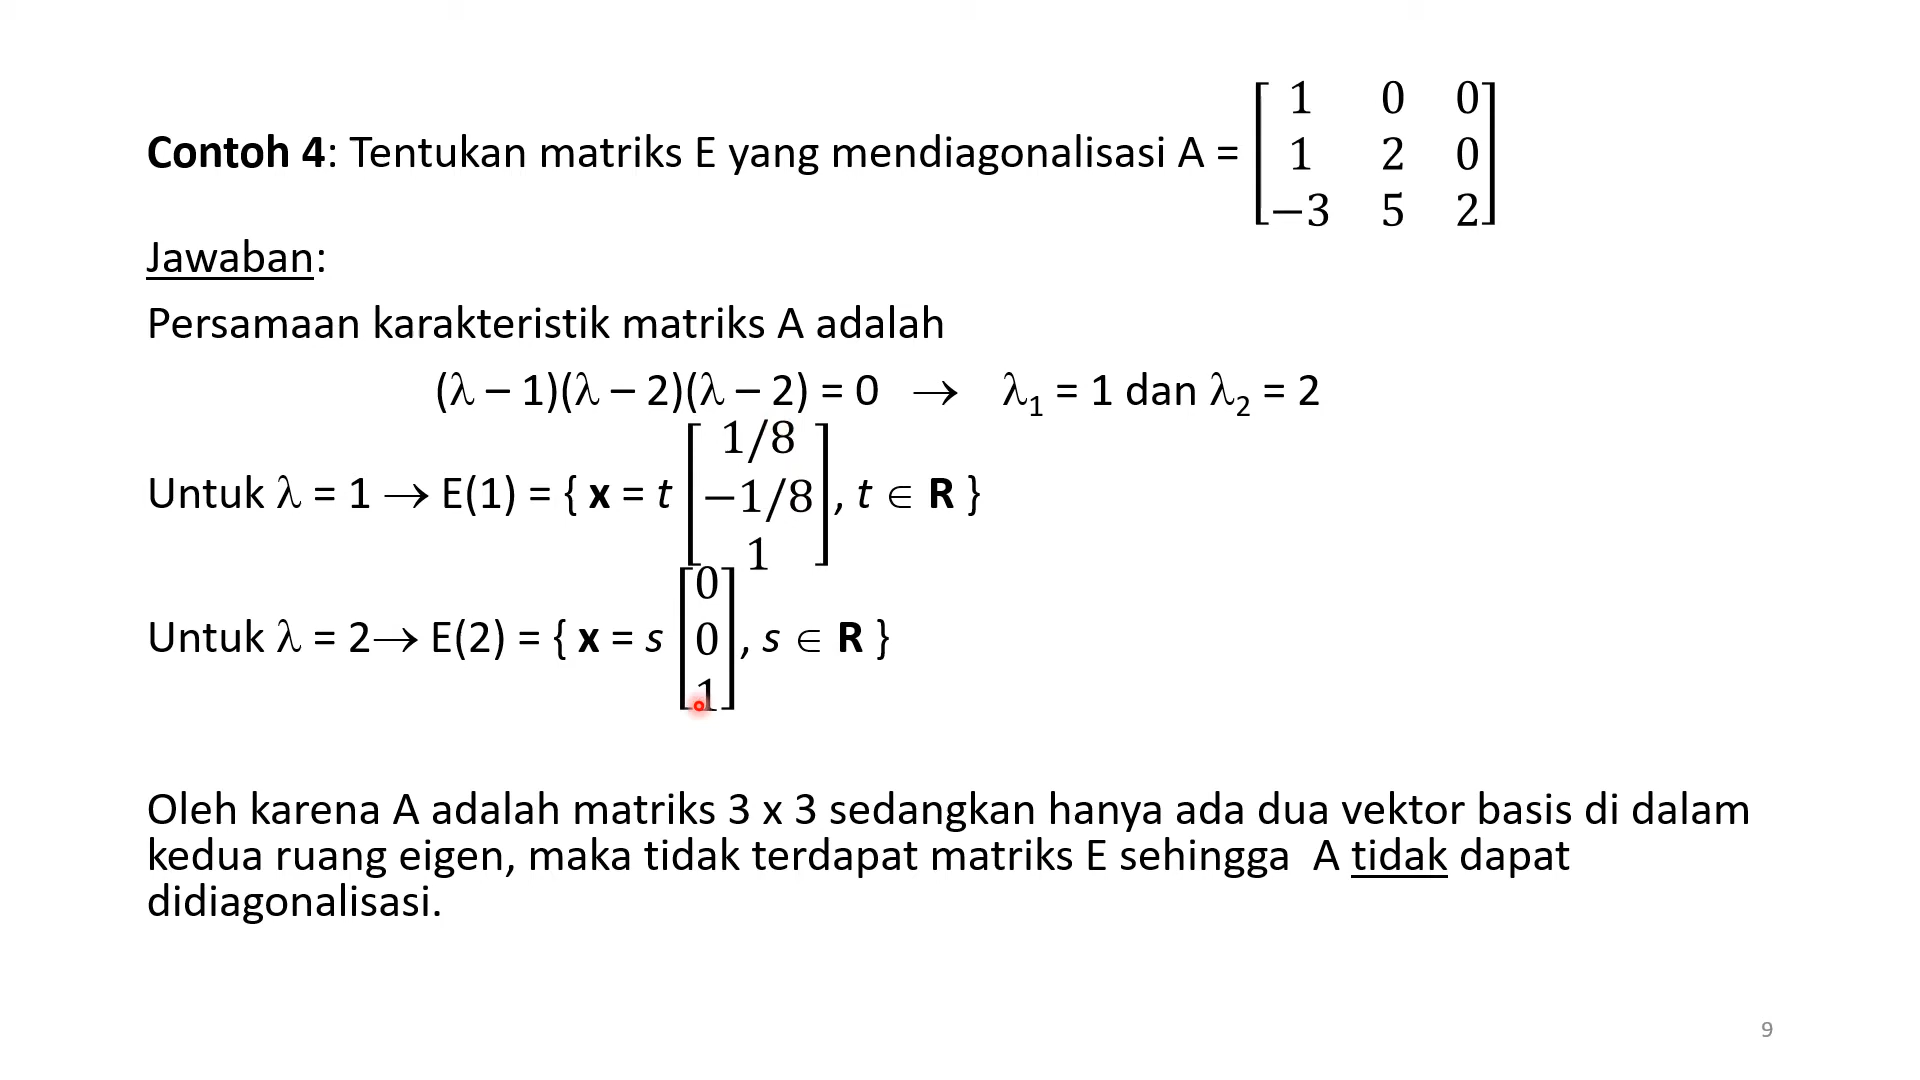 Contoh 4: Tentukan matriks E yang mendiagonalisasi A = [1 0 0; 1 2 0; −3 5 2]
Jawaban:
Persamaan karakteristik matriks A adalah
(λ – 1)(λ – 2)(λ – 2) = 0 → λ₁ = 1 dan λ₂ = 2
Untuk λ = 1 → E(1) = { x = t [1/8; −1/8; 1], t ∈ R }
Untuk λ = 2→ E(2) = { x = s [0; 0; 1], s ∈ R }
Oleh karena A adalah matriks 3 x 3 sedangkan hanya ada dua vektor basis di dalam
kedua ruang eigen, maka tidak terdapat matriks E sehingga A tidak dapat
didiagonalisasi.
9